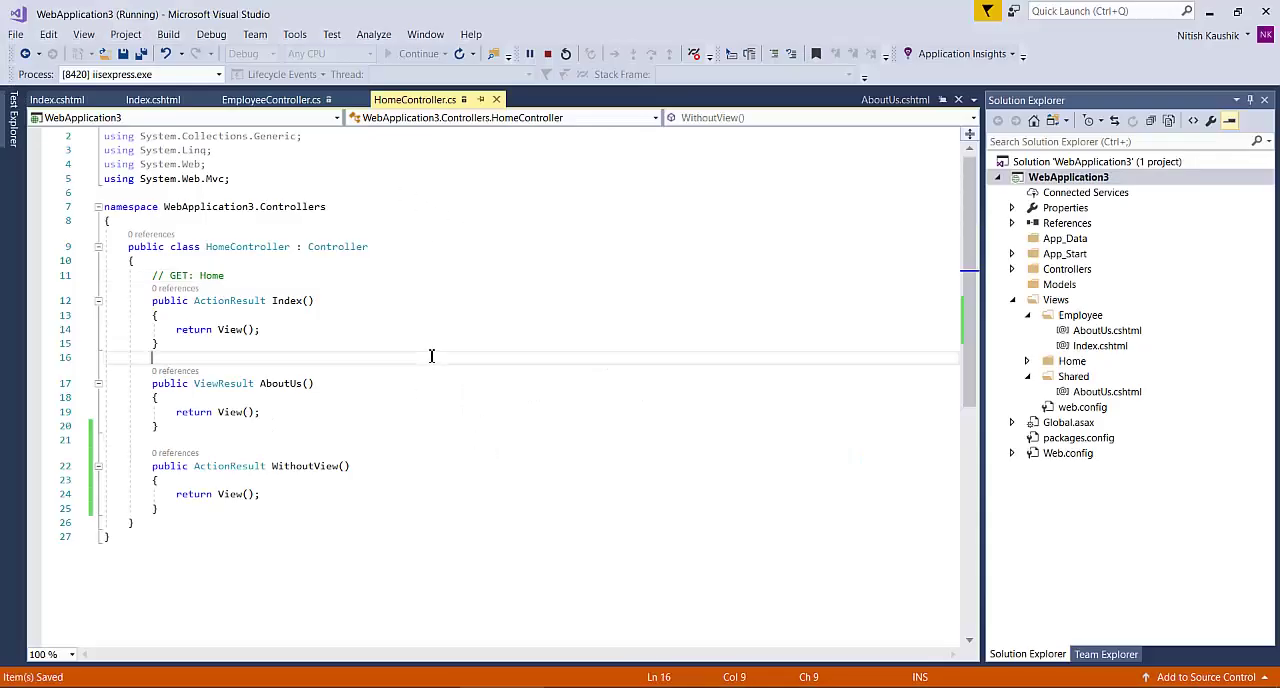 WebApplication3 (Running) - Microsoft Visual Studio
Quick Launch (Ctrl+Q)
File Edit View Project Build Debug Team Tools Test Analyze Window Help
Nitish Kaushik NK
Debug Any CPU Continue Application Insights
Process: [8420] iisexpress.exe Lifecycle Events Thread: Stack Frame:
Test Explorer
Index.cshtml Index.cshtml EmployeeController.cs HomeController.cs AboutUs.cshtml
WebApplication3 WebApplication3.Controllers.HomeController WithoutView()
2 using System.Collections.Generic;
3 using System.Linq;
4 using System.Web;
5 using System.Web.Mvc;
6
7 namespace WebApplication3.Controllers
8 {
0 references
9 public class HomeController : Controller
10 {
11 // GET: Home
0 references
12 public ActionResult Index()
13 {
14 return View();
15 }
16
0 references
17 public ViewResult AboutUs()
18 {
19 return View();
20 }
21
0 references
22 public ActionResult WithoutView()
23 {
24 return View();
25 }
26 }
27 }
100 %
Solution Explorer
Search Solution Explorer (Ctrl+;)
Solution 'WebApplication3' (1 project)
WebApplication3
Connected Services
Properties
References
App_Data
App_Start
Controllers
Models
Views
Employee
AboutUs.cshtml
Index.cshtml
Home
Shared
AboutUs.cshtml
web.config
Global.asax
packages.config
Web.config
Solution Explorer Team Explorer
Item(s) Saved Ln 16 Col 9 Ch 9 INS Add to Source Control